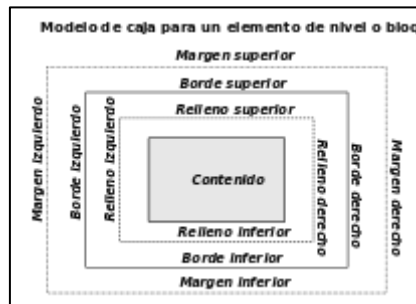 Modelo de caja para un elemento de nivel o bloq
Margen superior
Borde superior
Relleno superior
Margen Izquierdo
Borde Izquierdo
Relleno Izquierdo
Contenido
Relleno derecho
Borde derecho
Margen derecho
Relleno inferior
Borde inferior
Margen inferior